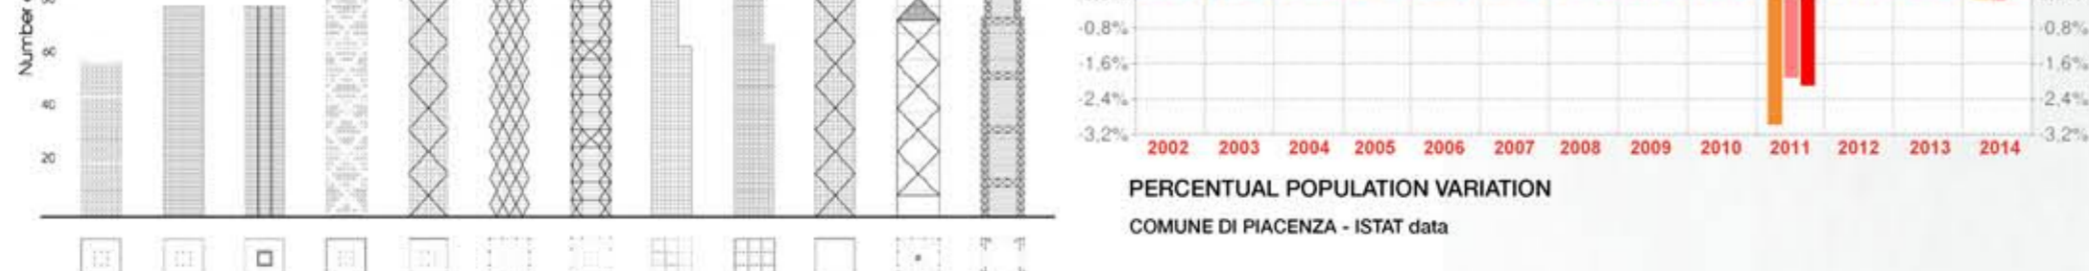 Number
60
40
20
-0.8% -0.8%
-1.6% -1.6%
-2.4% -2.4%
-3.2% -3.2%
2002 2003 2004 2005 2006 2007 2008 2009 2010 2011 2012 2013 2014
PERCENTUAL POPULATION VARIATION
COMUNE DI PIACENZA - ISTAT data